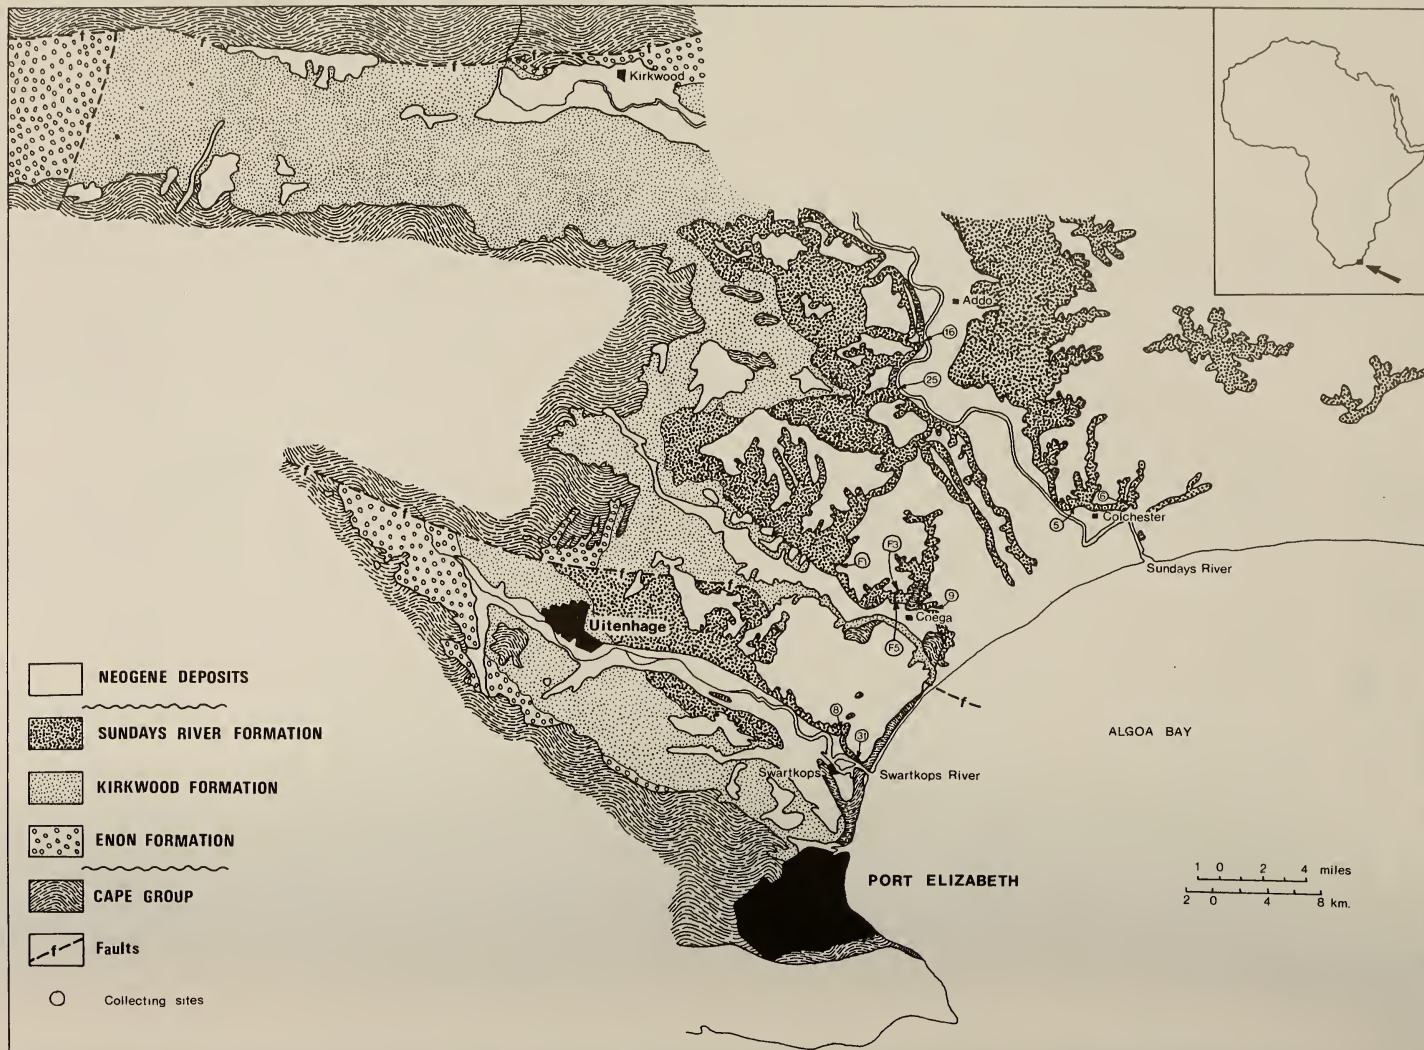 f
f
f
f
f
f
Kirkwood
Addo
16
25
f
f
6
5
Colchester
F1
F3
Sundays River
f
f
9
Coega
F5
Uitenhage
f
NEOGENE DEPOSITS
SUNDAYS RIVER FORMATION
KIRKWOOD FORMATION
ENON FORMATION
CAPE GROUP
f
Faults
Collecting sites
8
31
ALGOA BAY
Swartkops
Swartkops River
PORT ELIZABETH
1 0 2 4 miles
2 0 4 8 km.